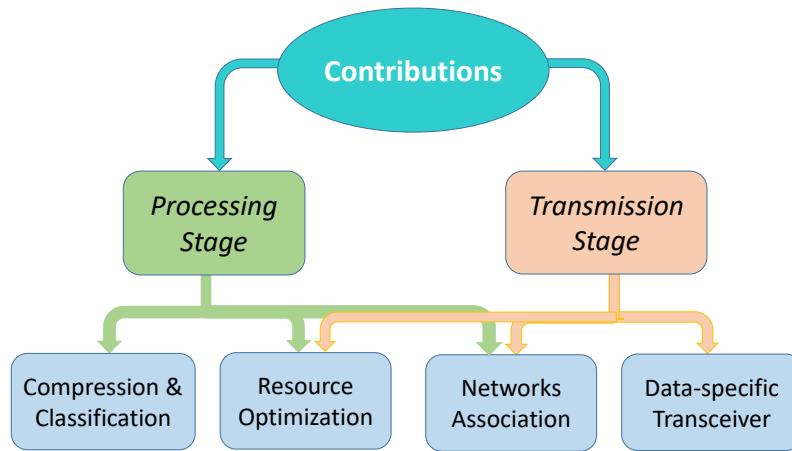 Contributions
Processing
Stage
Transmission
Stage
Compression &
Classification
Resource
Optimization
Networks
Association
Data-specific
Transceiver